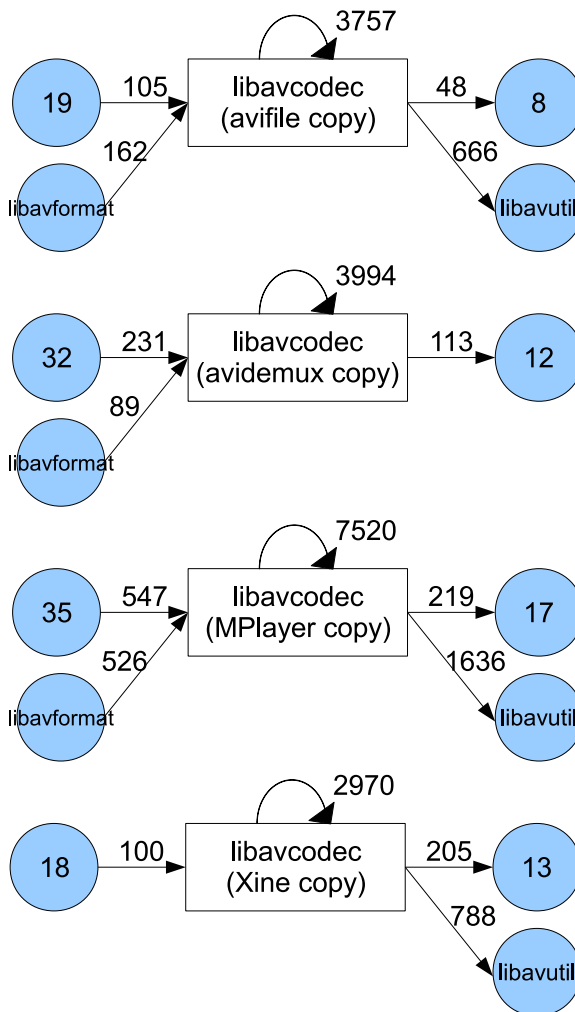 3757
19
105
libavcodec
(avifile copy)
48
8
libavformat
162
666
libavutil
3994
32
231
libavcodec
(avidemux copy)
113
12
libavformat
89
7520
35
547
libavcodec
(MPlayer copy)
219
17
libavformat
526
1636
libavutil
2970
18
100
libavcodec
(Xine copy)
205
13
788
libavutil